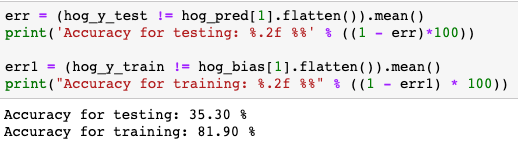 err = (hog_y_test != hog_pred[1].flatten()).mean()
print('Accuracy for testing: %.2f %%' % ((1 - err)*100))
err1 = (hog_y_train != hog_bias[1].flatten()).mean()
print("Accuracy for training: %.2f %%" % ((1 - err1) * 100))
Accuracy for testing: 35.30 %
Accuracy for training: 81.90 %